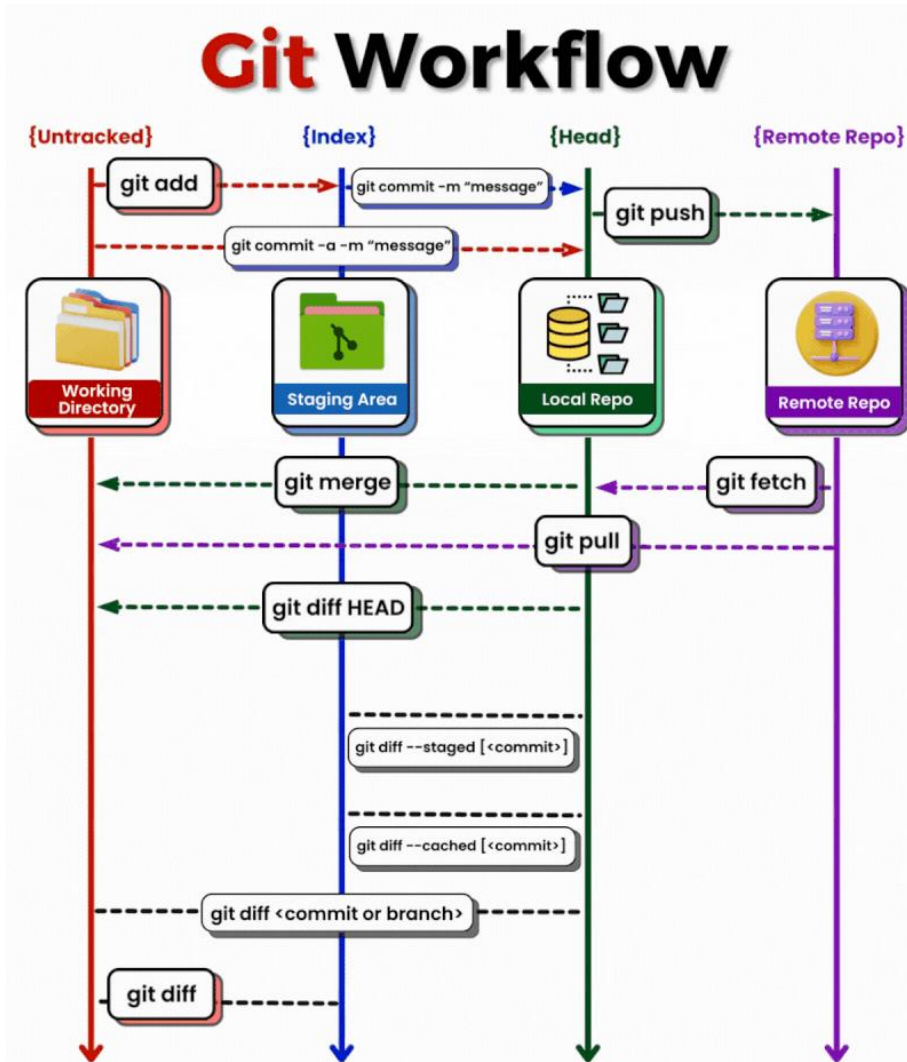 Git Workflow
{Untracked}
{Index}
{Head}
{Remote Repo}
git add
git commit -m “message”
git push
git commit -a -m “message”
Working
Directory
Staging Area
Local Repo
Remote Repo
git merge
git fetch
git pull
git diff HEAD
git diff --staged [<commit>]
git diff --cached [<commit>]
git diff <commit or branch>
git diff